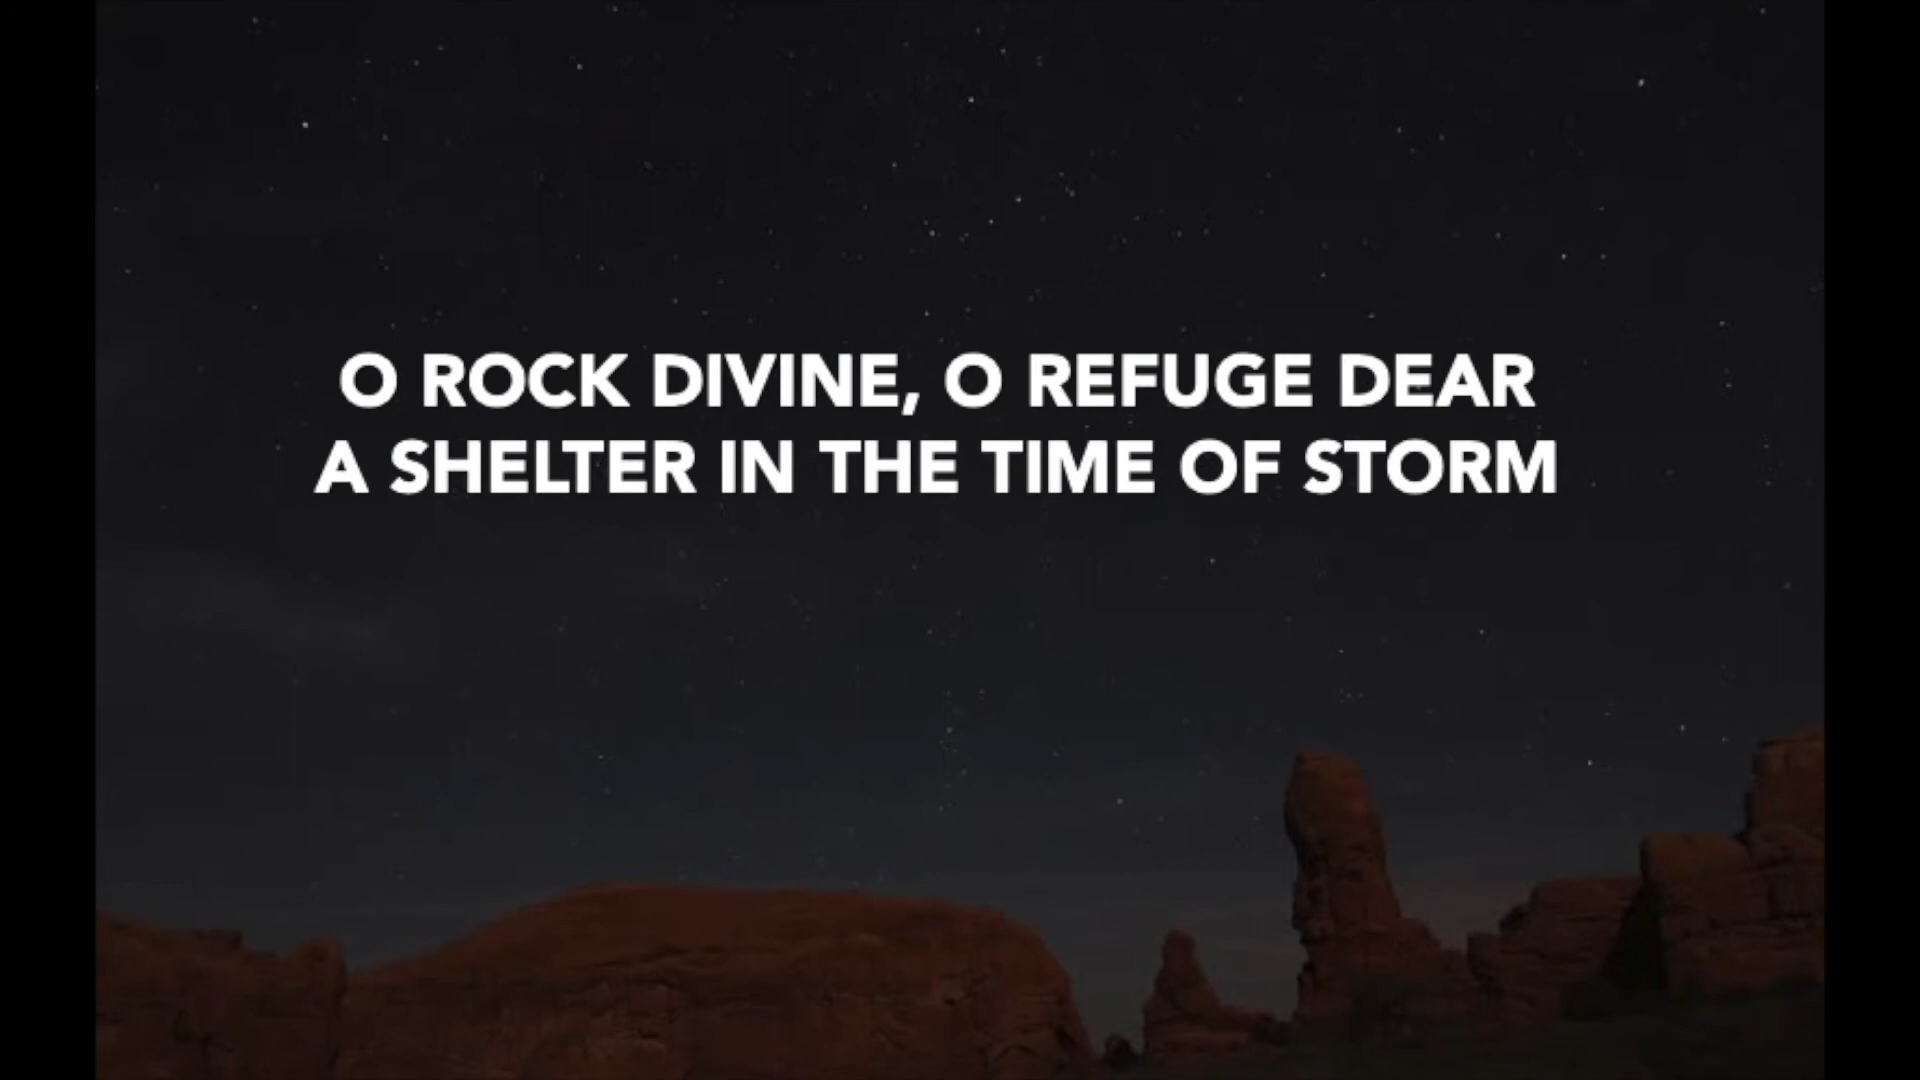 O ROCK DIVINE, O REFUGE DEAR
A SHELTER IN THE TIME OF STORM